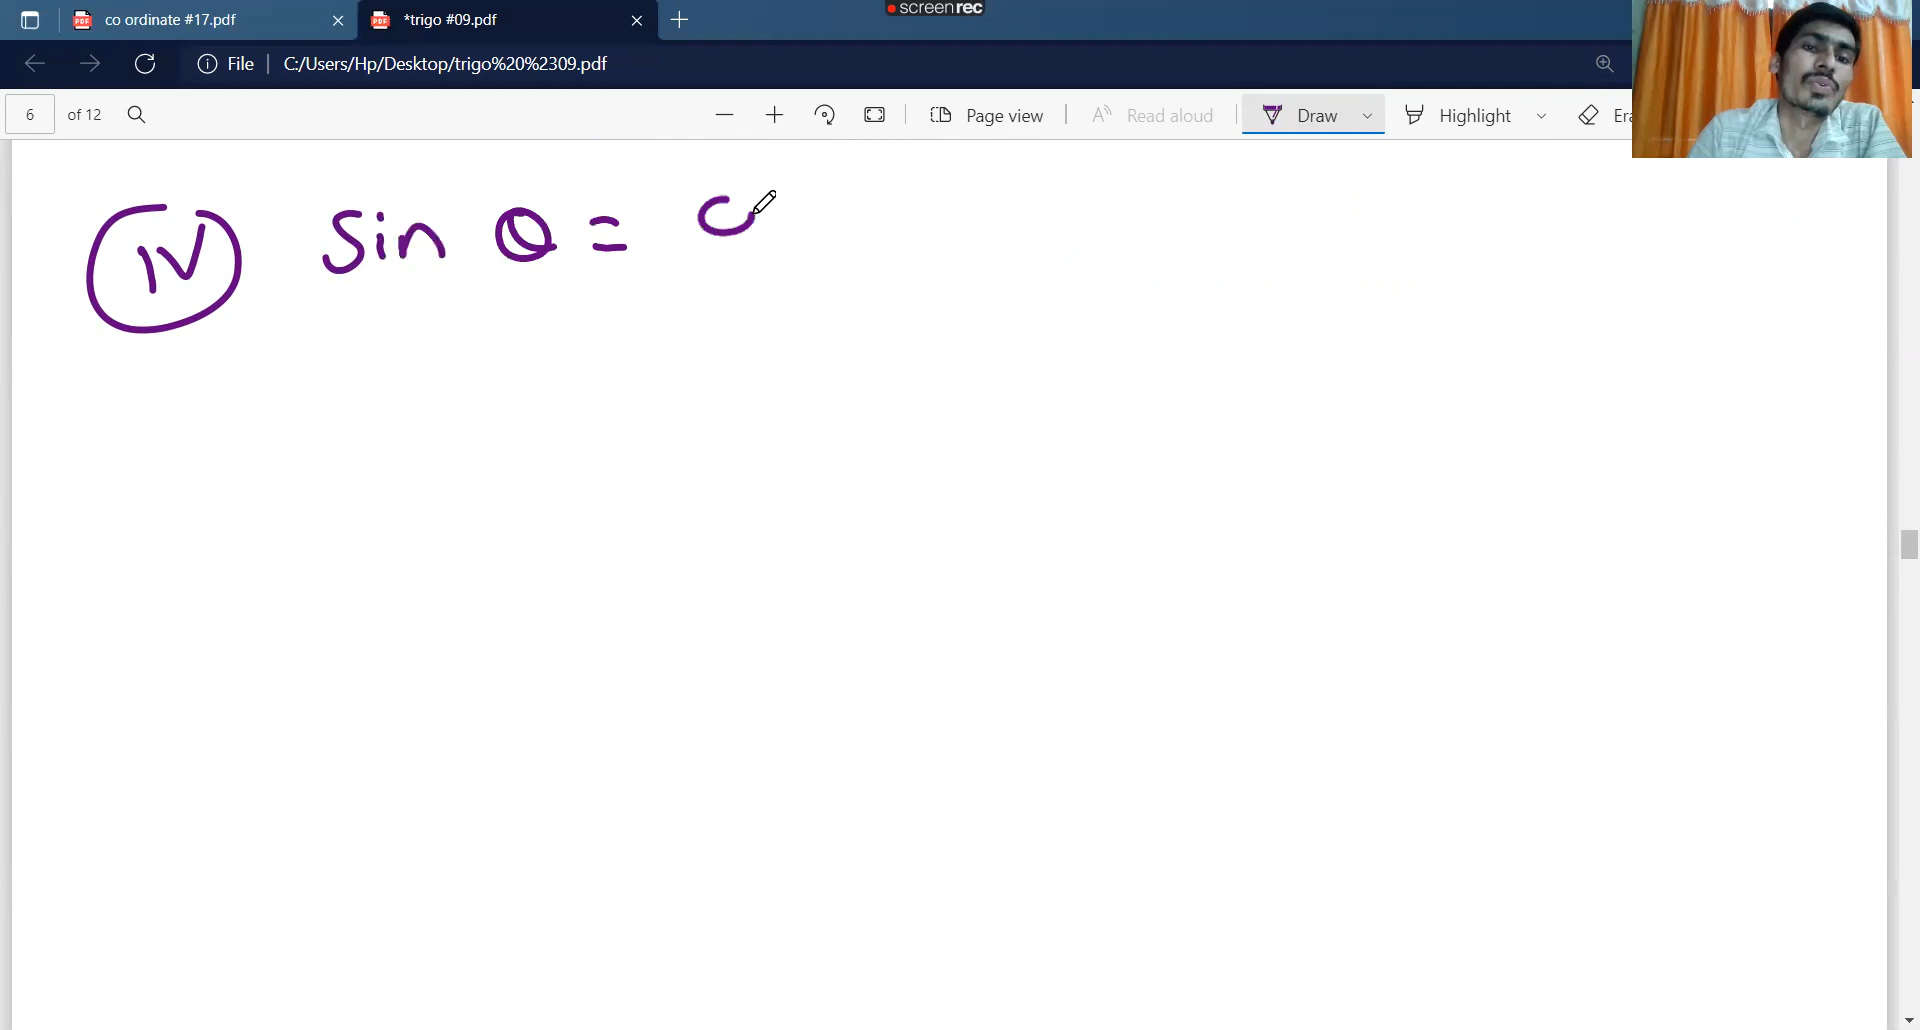 co ordinate #17.pdf
*trigo #09.pdf
screenrec
File
C:/Users/Hp/Desktop/trigo%20%2309.pdf
6 of 12
Page view
Read aloud
Draw
Highlight
IV sin θ =